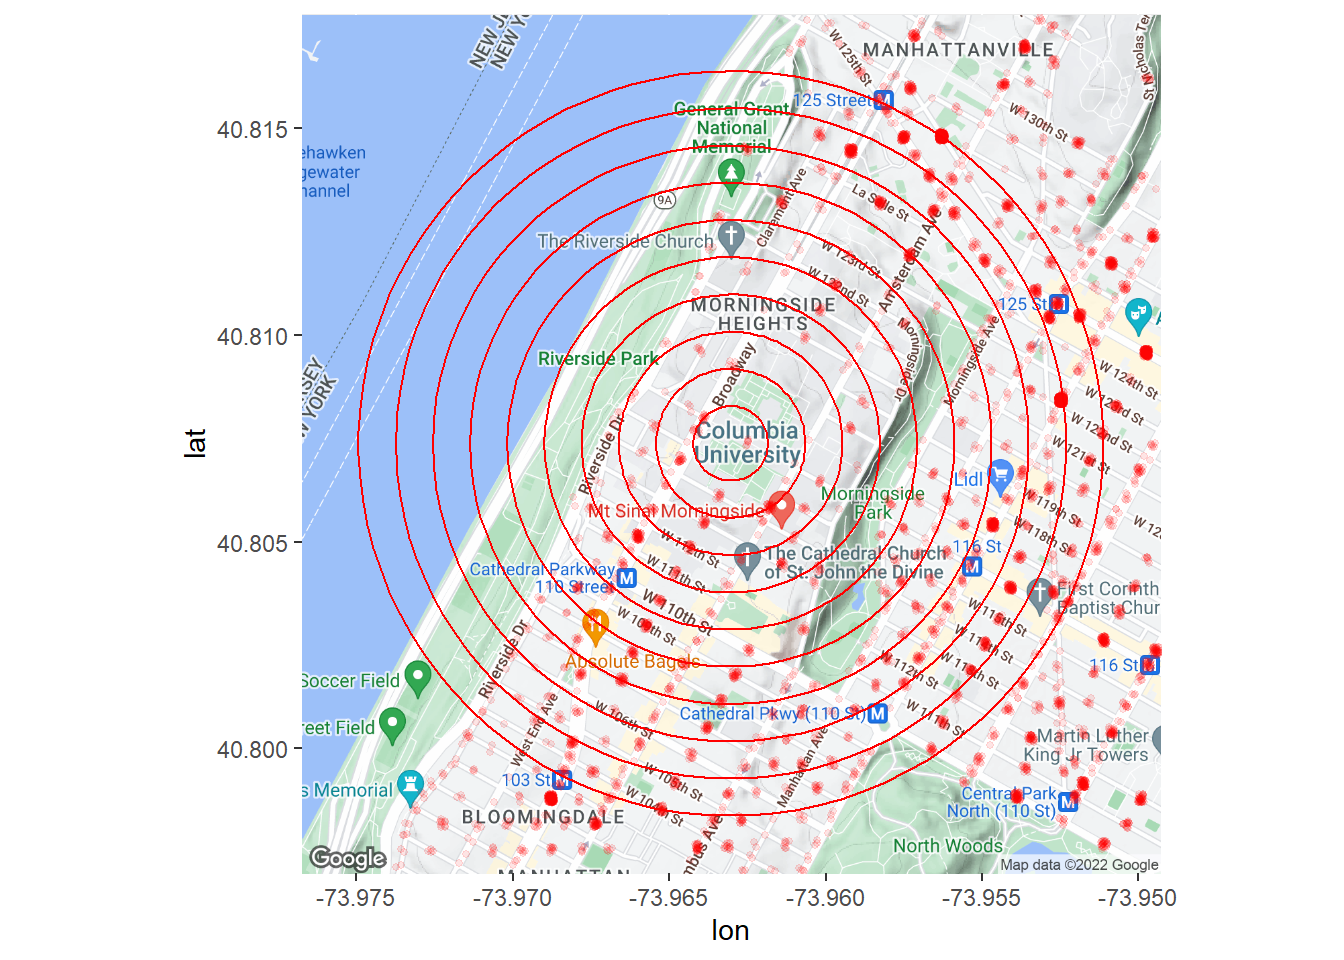 NEW J
NEW YO
MANHATTANVILLE
St Nicholas Ter
W 125th St
125 Street
M
W 130th St
General Grant
National
Memorial
40.815
ehawken
gewater
hannel
9A
La Salle St
Claremont Ave
The Riverside Church
Amsterdam Ave
W 123rd St
W 122nd St
MORNINGSIDE
HEIGHTS
125 St
M
40.810
Morningside Dr
Morningside Ave
Riverside Park
Broadway
W 124th St
W 123rd St
W 122nd St
W 121st St
RSEY
W YORK
lat
Columbia
University
Riverside Dr
Lidl
Morningside
Park
Mt Sinai Morningside
W 119th St
W 118th St
W 12
40.805
116 St
M
W 112th St
W 111th St
The Cathedral Church
of St. John the Divine
Cathedral Parkway
110 Street
M
First Corinth
Baptist Chur
W 110th St
W 109th St
W 115th St
Absolute Bagels
116 St
M
Riverside Dr
Soccer Field
W 112th St
W 111th St
Cathedral Pkwy (110 St)
M
reet Field
W 106th St
West End Ave
Manhattan Ave
Martin Luther
King Jr Towers
40.800
103 St
M
W 105th St
W 104th St
s Memorial
Central Park
North (110 St)
M
BLOOMINGDALE
mbus Ave
North Woods
Google
MANHATTAN
Map data ©2022 Google
-73.975
-73.970
-73.965
-73.960
-73.955
-73.950
lon